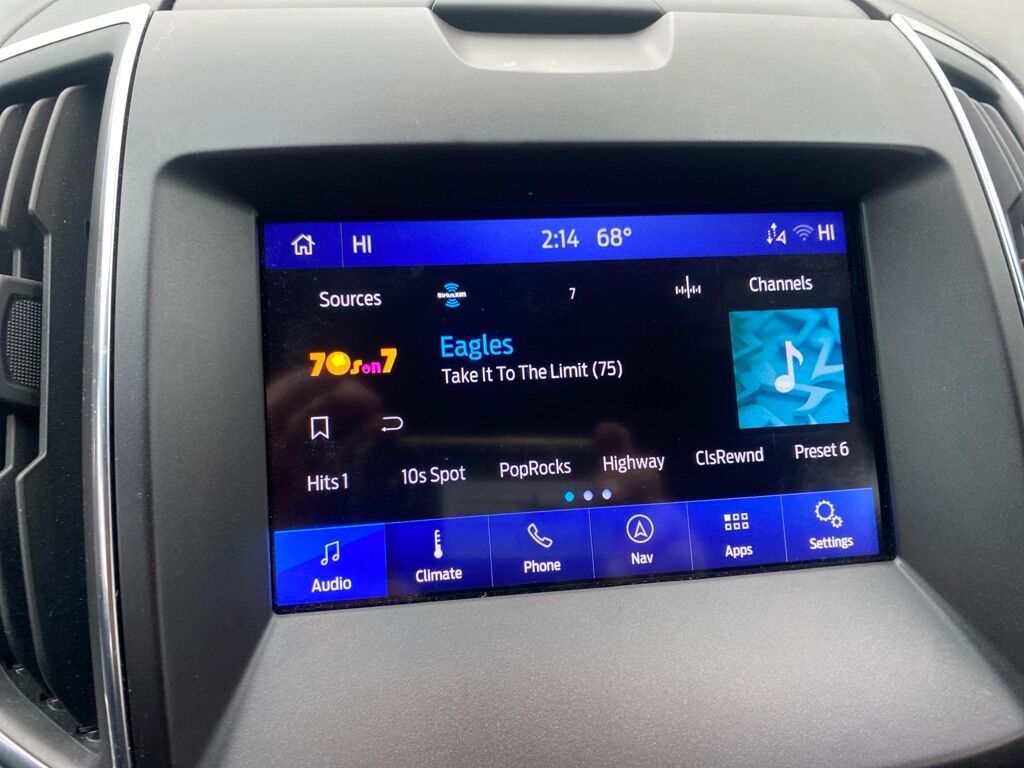 HI 2:14 68° HI
Sources SiriusXM 7 Channels
70s on 7
Eagles
Take It To The Limit (75)
Hits 1 10s Spot PopRocks Highway ClsRewnd Preset 6
Audio Climate Phone Nav Apps Settings